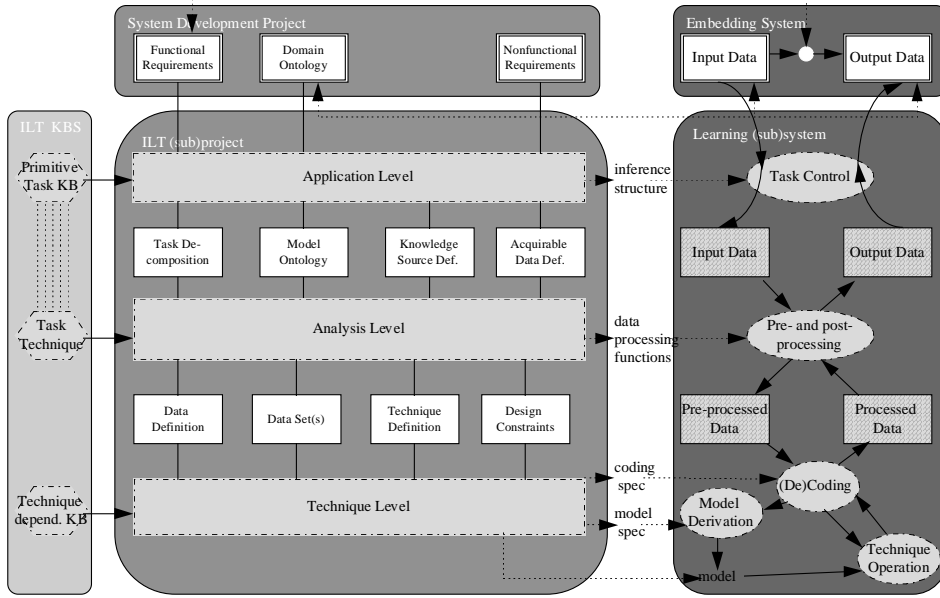 System Development Project
Functional
Requirements
Domain
Ontology
Nonfunctional
Requirements
Embedding System
Input Data
Output Data
ILT KBS
Primitive
Task KB
Task
Technique
Technique
depend. KB
ILT (sub)project
Application Level
Task De-
composition
Model
Ontology
Knowledge
Source Def.
Acquirable
Data Def.
Analysis Level
Data
Definition
Data Set(s)
Technique
Definition
Design
Constraints
Technique Level
inference
structure
data
processing
functions
coding
spec
model
spec
Learning (sub)system
Task Control
Input Data
Output Data
Pre- and post-
processing
Pre-processed
Data
Processed
Data
(De)Coding
Model
Derivation
Technique
Operation
model